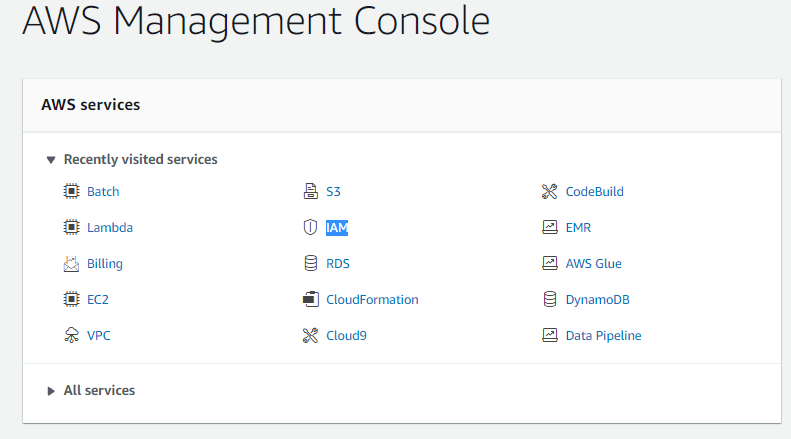 AWS Management Console
AWS services
Recently visited services
Batch
S3
CodeBuild
Lambda
IAM
EMR
Billing
RDS
AWS Glue
EC2
CloudFormation
DynamoDB
VPC
Cloud9
Data Pipeline
All services